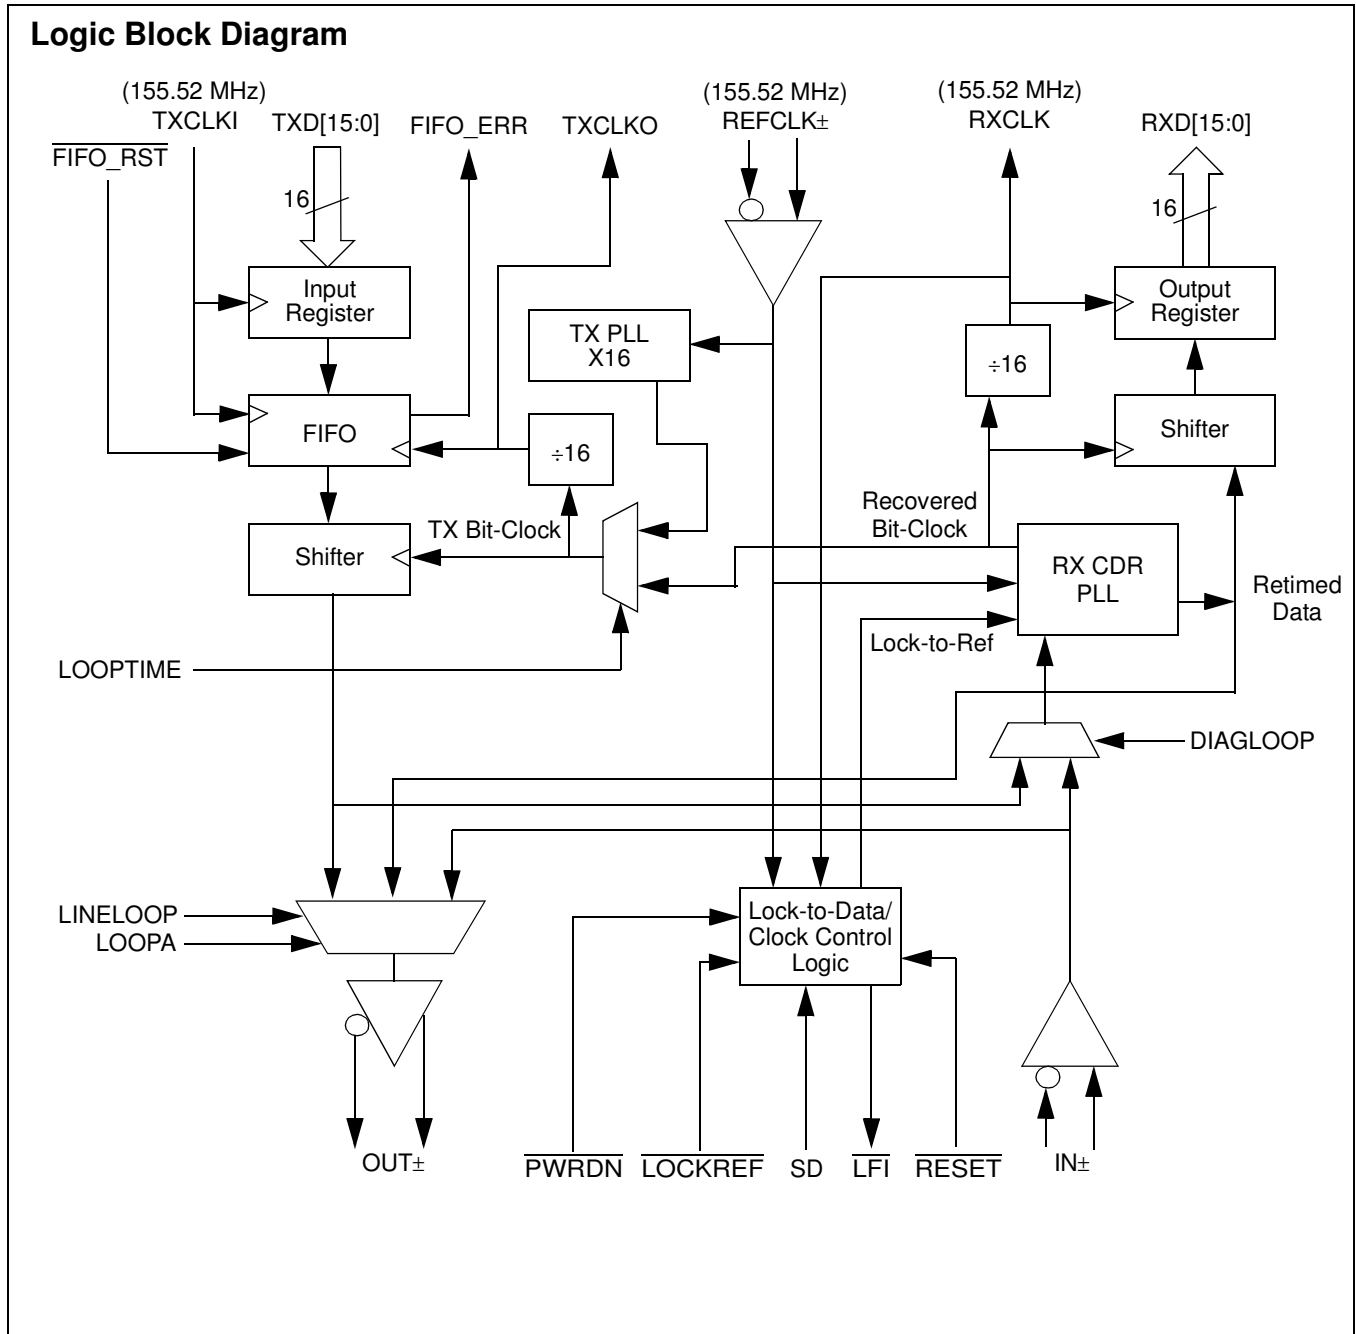 Logic Block Diagram
(155.52 MHz)
TXCLKI
TXD[15:0]
FIFO_ERR
TXCLKO
(155.52 MHz)
REFCLK±
(155.52 MHz)
RXCLK
RXD[15:0]
FIFO_RST
16
16
Input
Register
Output
Register
TX PLL
X16
÷16
FIFO
÷16
Shifter
Recovered
Bit-Clock
TX Bit-Clock
Shifter
RX CDR
PLL
Retimed
Data
Lock-to-Ref
LOOPTIME
DIAGLOOP
LINELOOP
LOOPA
Lock-to-Data/
Clock Control
Logic
OUT±
PWRDN
LOCKREF
SD
LFI
RESET
IN±